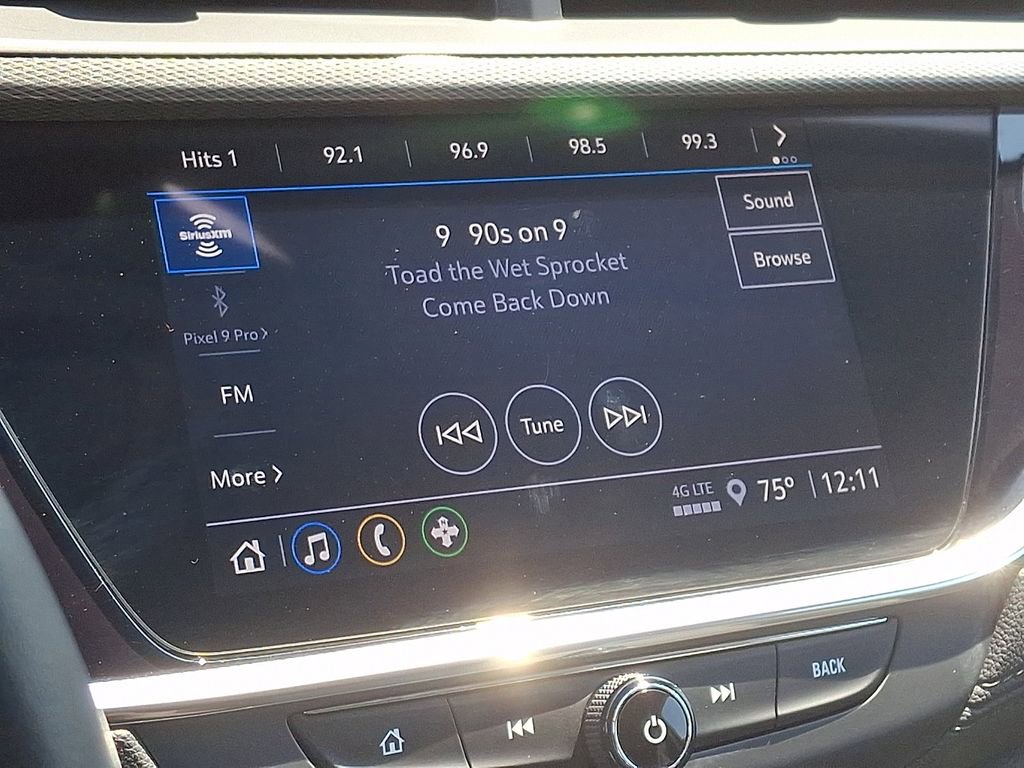 Hits 1 92.1 96.9 98.5 99.3
SiriusXM
9 90s on 9
Toad the Wet Sprocket
Come Back Down
Sound
Browse
Pixel 9 Pro
FM
More
Tune
4G LTE 75° 12:11
BACK